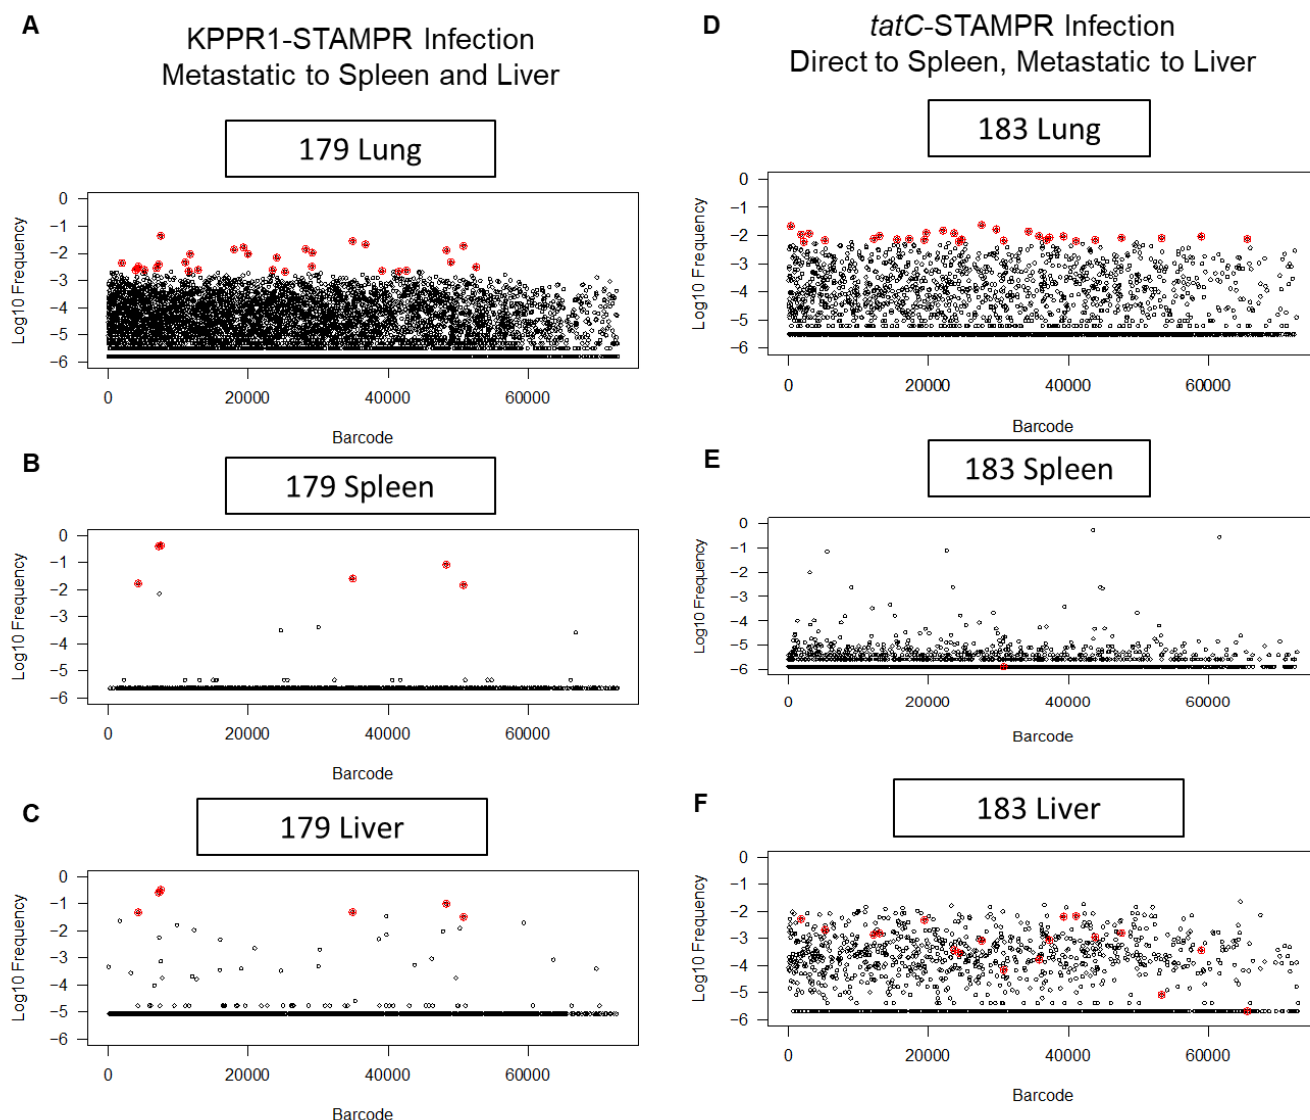 A
KPPR1-STAMPR Infection
Metastatic to Spleen and Liver
179 Lung
Log10 Frequency
0
−1
−2
−3
−4
−5
−6
0 20000 40000 60000
Barcode
B
179 Spleen
Log10 Frequency
0
−1
−2
−3
−4
−5
−6
0 20000 40000 60000
Barcode
C
179 Liver
Log10 Frequency
0
−1
−2
−3
−4
−5
−6
0 20000 40000 60000
Barcode
D
tatC-STAMPR Infection
Direct to Spleen, Metastatic to Liver
183 Lung
Log10 Frequency
0
−1
−2
−3
−4
−5
−6
0 20000 40000 60000
Barcode
E
183 Spleen
Log10 Frequency
0
−1
−2
−3
−4
−5
−6
0 20000 40000 60000
Barcode
F
183 Liver
Log10 Frequency
0
−1
−2
−3
−4
−5
−6
0 20000 40000 60000
Barcode